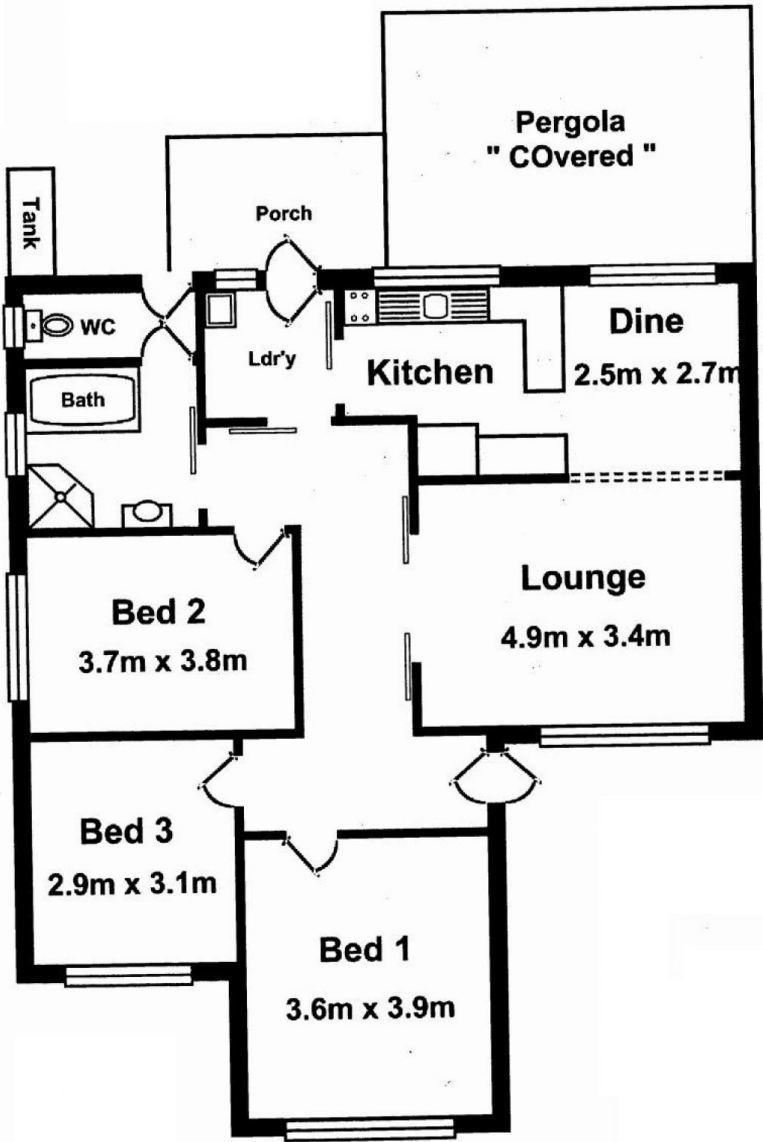 Pergola
" COvered "
Tank
Porch
WC
Ldr'y
Kitchen
Dine
2.5m x 2.7m
Bath
Lounge
4.9m x 3.4m
Bed 2
3.7m x 3.8m
Bed 3
2.9m x 3.1m
Bed 1
3.6m x 3.9m